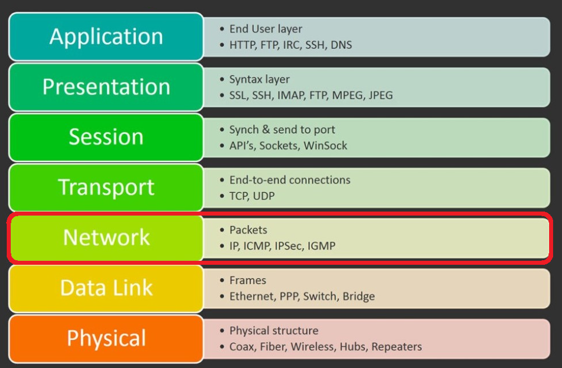 Application
• End User layer
• HTTP, FTP, IRC, SSH, DNS
Presentation
• Syntax layer
• SSL, SSH, IMAP, FTP, MPEG, JPEG
Session
• Synch & send to port
• API's, Sockets, WinSock
Transport
• End-to-end connections
• TCP, UDP
Network
• Packets
• IP, ICMP, IPSec, IGMP
Data Link
• Frames
• Ethernet, PPP, Switch, Bridge
Physical
• Physical structure
• Coax, Fiber, Wireless, Hubs, Repeaters